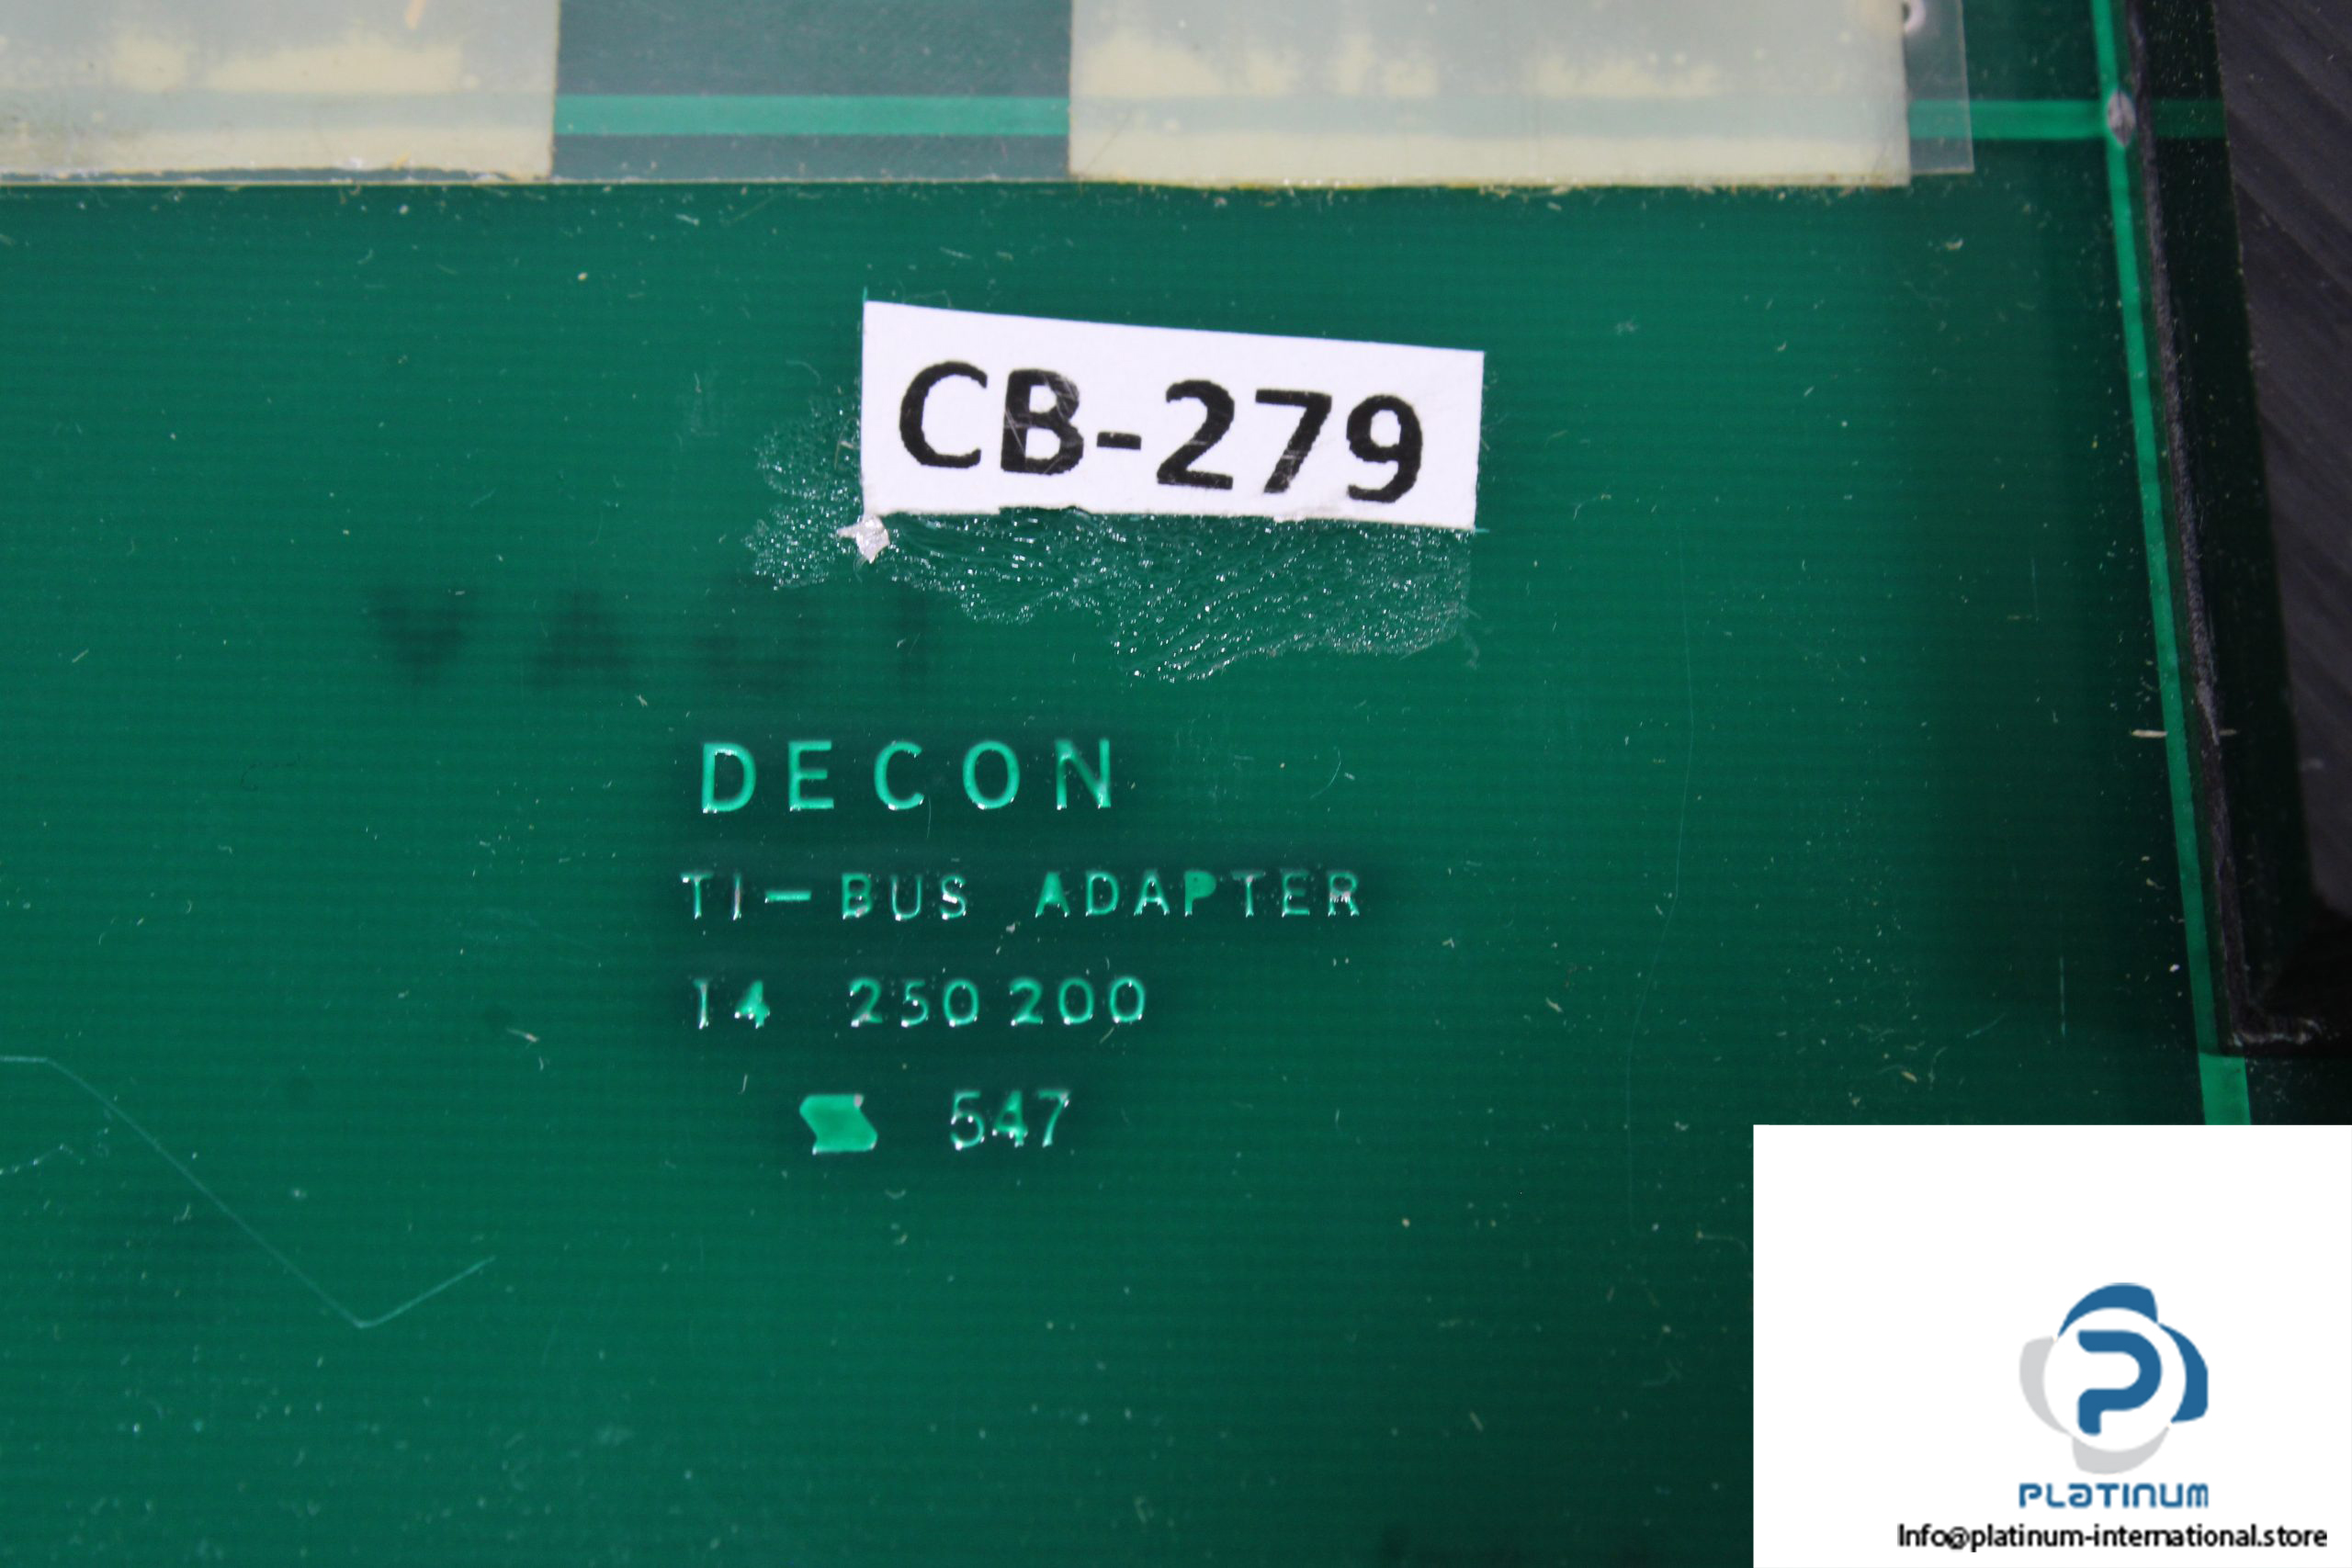 CB-279
DECON
TI-BUS ADAPTER
14 250200
547
PLATINUM
Info@platinum-international.store